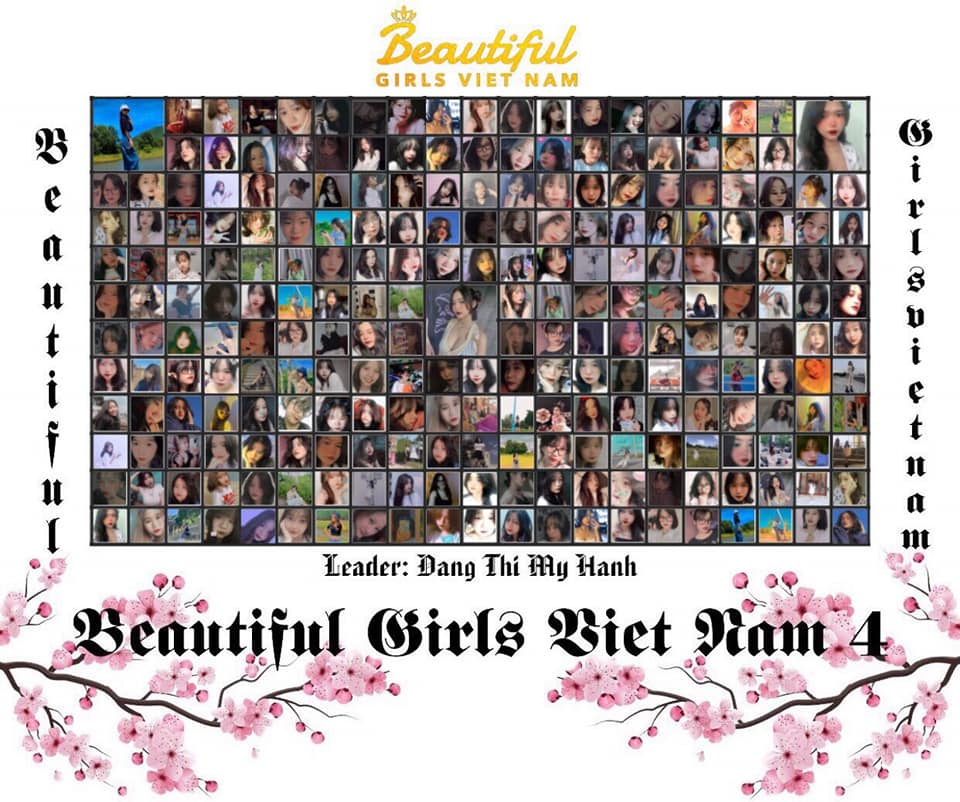 Beautiful
GIRLS VIET NAM
Beautiful
Girlsvietnam
Leader: Dang Thi My Hanh
Beautiful Girls Viet Nam 4